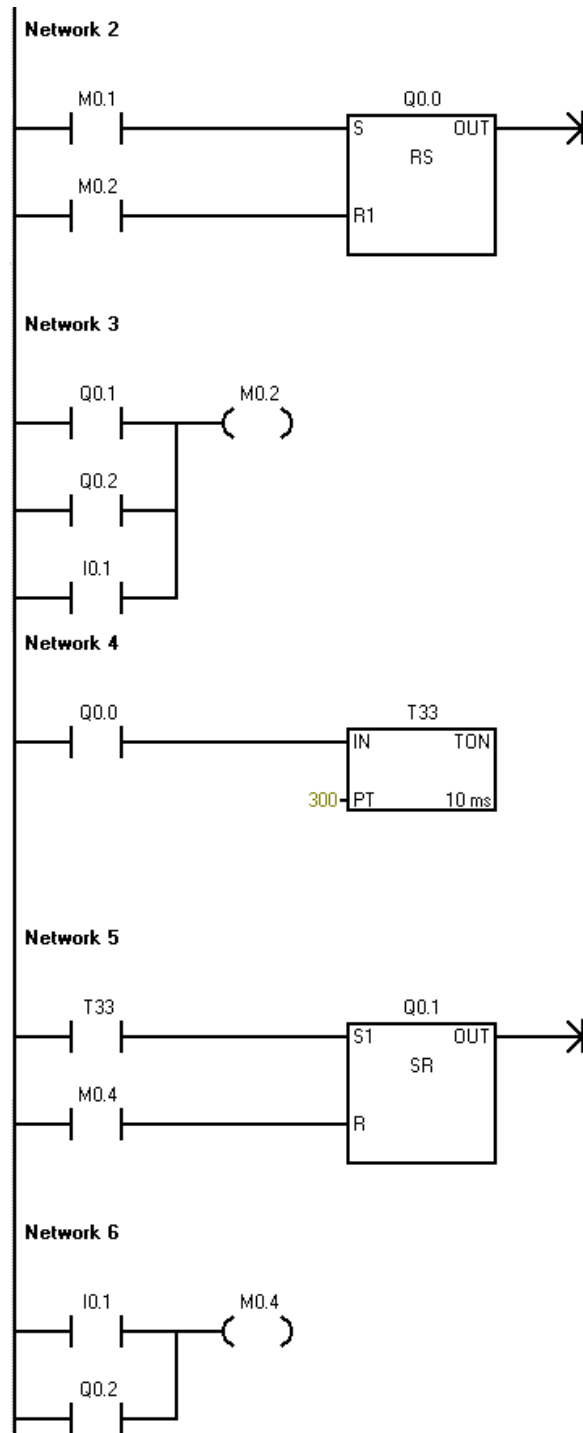 Network 2
M0.1
Q0.0
S OUT
RS
M0.2
R1
Network 3
Q0.1 M0.2
Q0.2
I0.1
Network 4
Q0.0
T33
IN TON
300 PT 10 ms
Network 5
T33
Q0.1
S1 OUT
SR
M0.4
R
Network 6
I0.1 M0.4
Q0.2